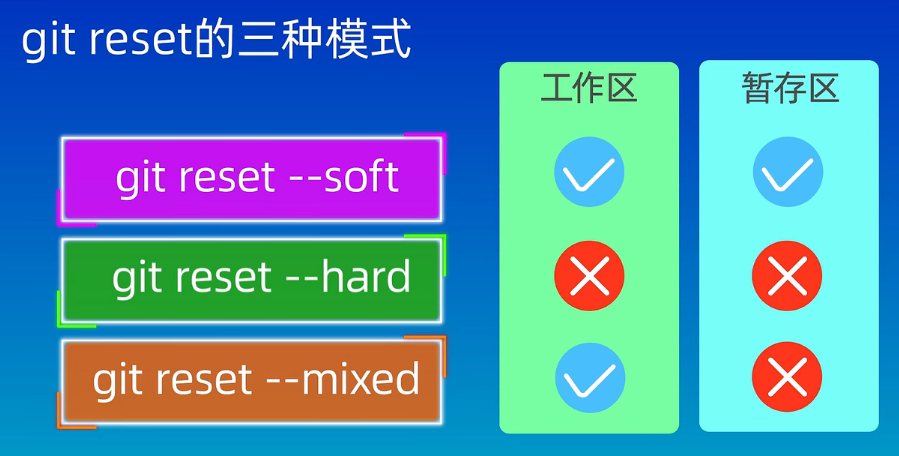 git reset的三种模式
工作区
暂存区
git reset --soft
git reset --hard
git reset --mixed